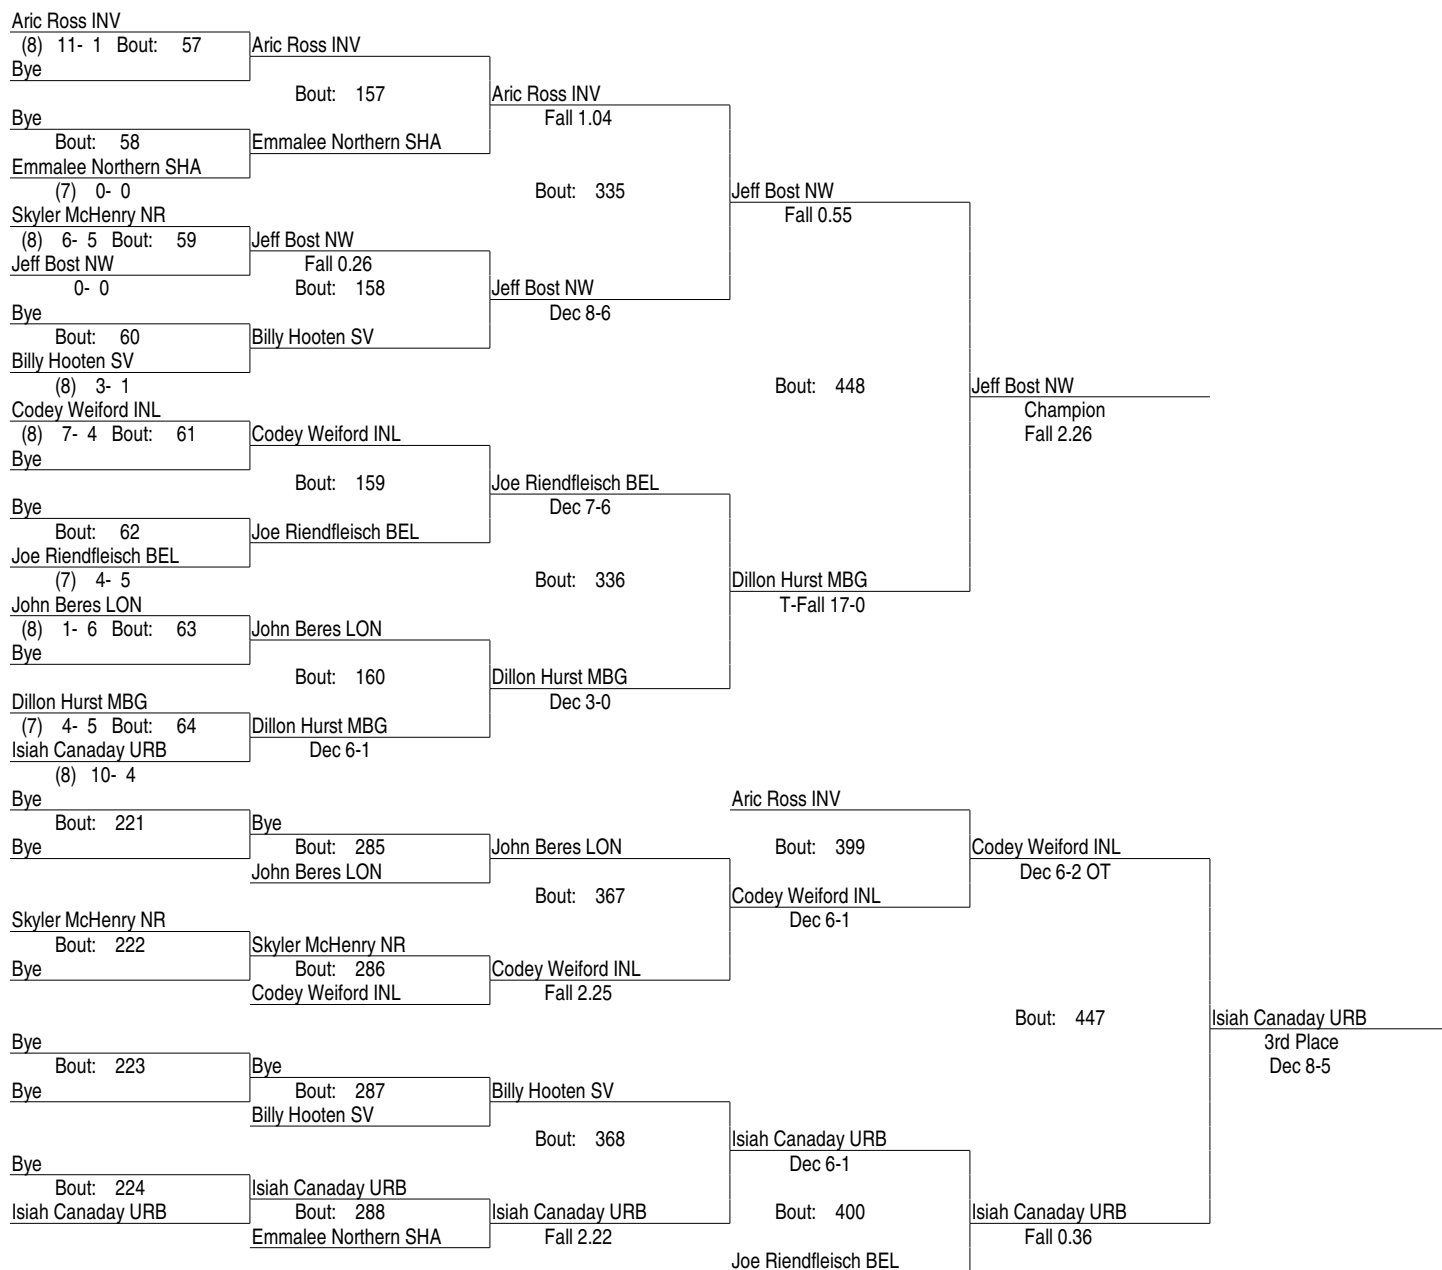 Aric Ross INV
(8) 11- 1 Bout: 57 Aric Ross INV
Bye
Bout: 157 Aric Ross INV
Bye Fall 1.04
Bout: 58 Emmalee Northern SHA
Emmalee Northern SHA
(7) 0- 0 Bout: 335 Jeff Bost NW
Skyler McHenry NR Fall 0.55
(8) 6- 5 Bout: 59 Jeff Bost NW
Jeff Bost NW Fall 0.26
0- 0 Bout: 158 Jeff Bost NW
Bye Dec 8-6
Bout: 60 Billy Hooten SV
Billy Hooten SV
(8) 3- 1 Bout: 448 Jeff Bost NW
Codey Weiford INL Champion
(8) 7- 4 Bout: 61 Codey Weiford INL Fall 2.26
Bye
Bout: 159 Joe Riendfleisch BEL
Bye Dec 7-6
Bout: 62 Joe Riendfleisch BEL
Joe Riendfleisch BEL
(7) 4- 5 Bout: 336 Dillon Hurst MBG
John Beres LON T-Fall 17-0
(8) 1- 6 Bout: 63 John Beres LON
Bye
Bout: 160 Dillon Hurst MBG
Dillon Hurst MBG Dec 3-0
(7) 4- 5 Bout: 64 Dillon Hurst MBG
Isiah Canaday URB Dec 6-1
(8) 10- 4
Bye Aric Ross INV
Bout: 221 Bye
Bye Bout: 285 John Beres LON Bout: 399 Codey Weiford INL
John Beres LON Dec 6-2 OT
Bout: 367 Codey Weiford INL
Skyler McHenry NR Dec 6-1
Bout: 222 Skyler McHenry NR
Bye Bout: 286 Codey Weiford INL
Codey Weiford INL Fall 2.25
Bout: 447 Isiah Canaday URB
Bye 3rd Place
Bout: 223 Bye Dec 8-5
Bye Bout: 287 Billy Hooten SV
Billy Hooten SV
Bout: 368 Isiah Canaday URB
Bye Dec 6-1
Bout: 224 Isiah Canaday URB
Isiah Canaday URB Bout: 288 Isiah Canaday URB Bout: 400 Isiah Canaday URB
Emmalee Northern SHA Fall 2.22 Fall 0.36
Joe Riendfleisch BEL